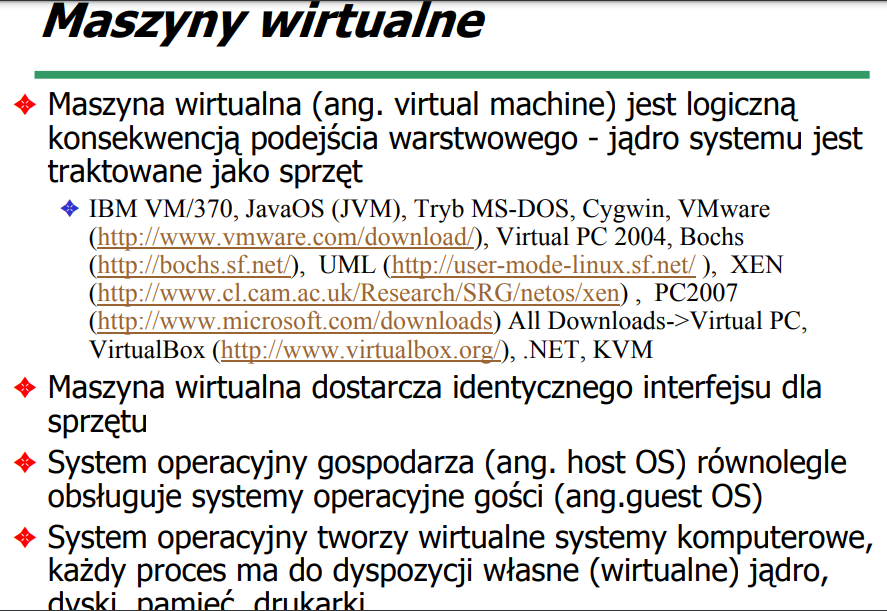 Maszyny wirtualne
Maszyna wirtualna (ang. virtual machine) jest logiczną
konsekwencją podejścia warstwowego - jądro systemu jest
traktowane jako sprzęt
IBM VM/370, JavaOS (JVM), Tryb MS-DOS, Cygwin, VMware
(http://www.vmware.com/download/), Virtual PC 2004, Bochs
(http://bochs.sf.net/), UML (http://user-mode-linux.sf.net/ ), XEN
(http://www.cl.cam.ac.uk/Research/SRG/netos/xen) , PC2007
(http://www.microsoft.com/downloads) All Downloads->Virtual PC,
VirtualBox (http://www.virtualbox.org/), .NET, KVM
Maszyna wirtualna dostarcza identycznego interfejsu dla
sprzętu
System operacyjny gospodarza (ang. host OS) równolegle
obsługuje systemy operacyjne gości (ang.guest OS)
System operacyjny tworzy wirtualne systemy komputerowe,
każdy proces ma do dyspozycji własne (wirtualne) jądro,
dyski, pamięć, drukarki